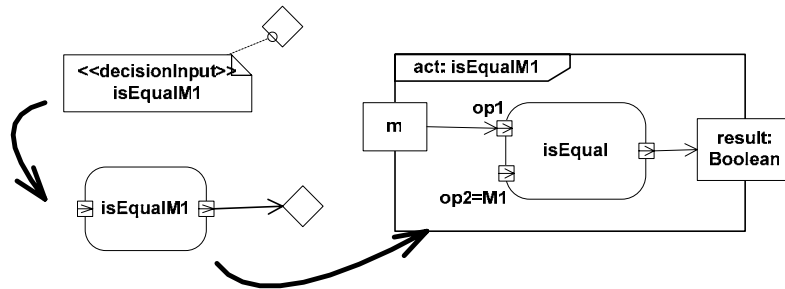 <<decisionInput>>
isEqualM1
isEqualM1
act: isEqualM1
m
op1
isEqual
op2=M1
result:
Boolean